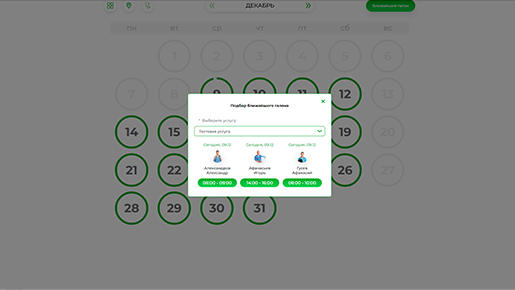 ДЕКАБРЬ
Ближайший талон
ПН ВТ СР ЧТ ПТ СБ ВС
1 2 3 4 5 6
7 8 9 10 11 12 13
14 15 19 20
21 22 26 27
28 29 30 31
Подбор ближайшего талона
* Выберите услугу
Тестовая услуга
Сегодня, 09.12 Сегодня, 09.12 Сегодня, 09.12
Александров Афанасьев Гусев
Александр Игорь Афанасий
08:00 - 09:00 14:00 - 16:00 09:00 - 10:00